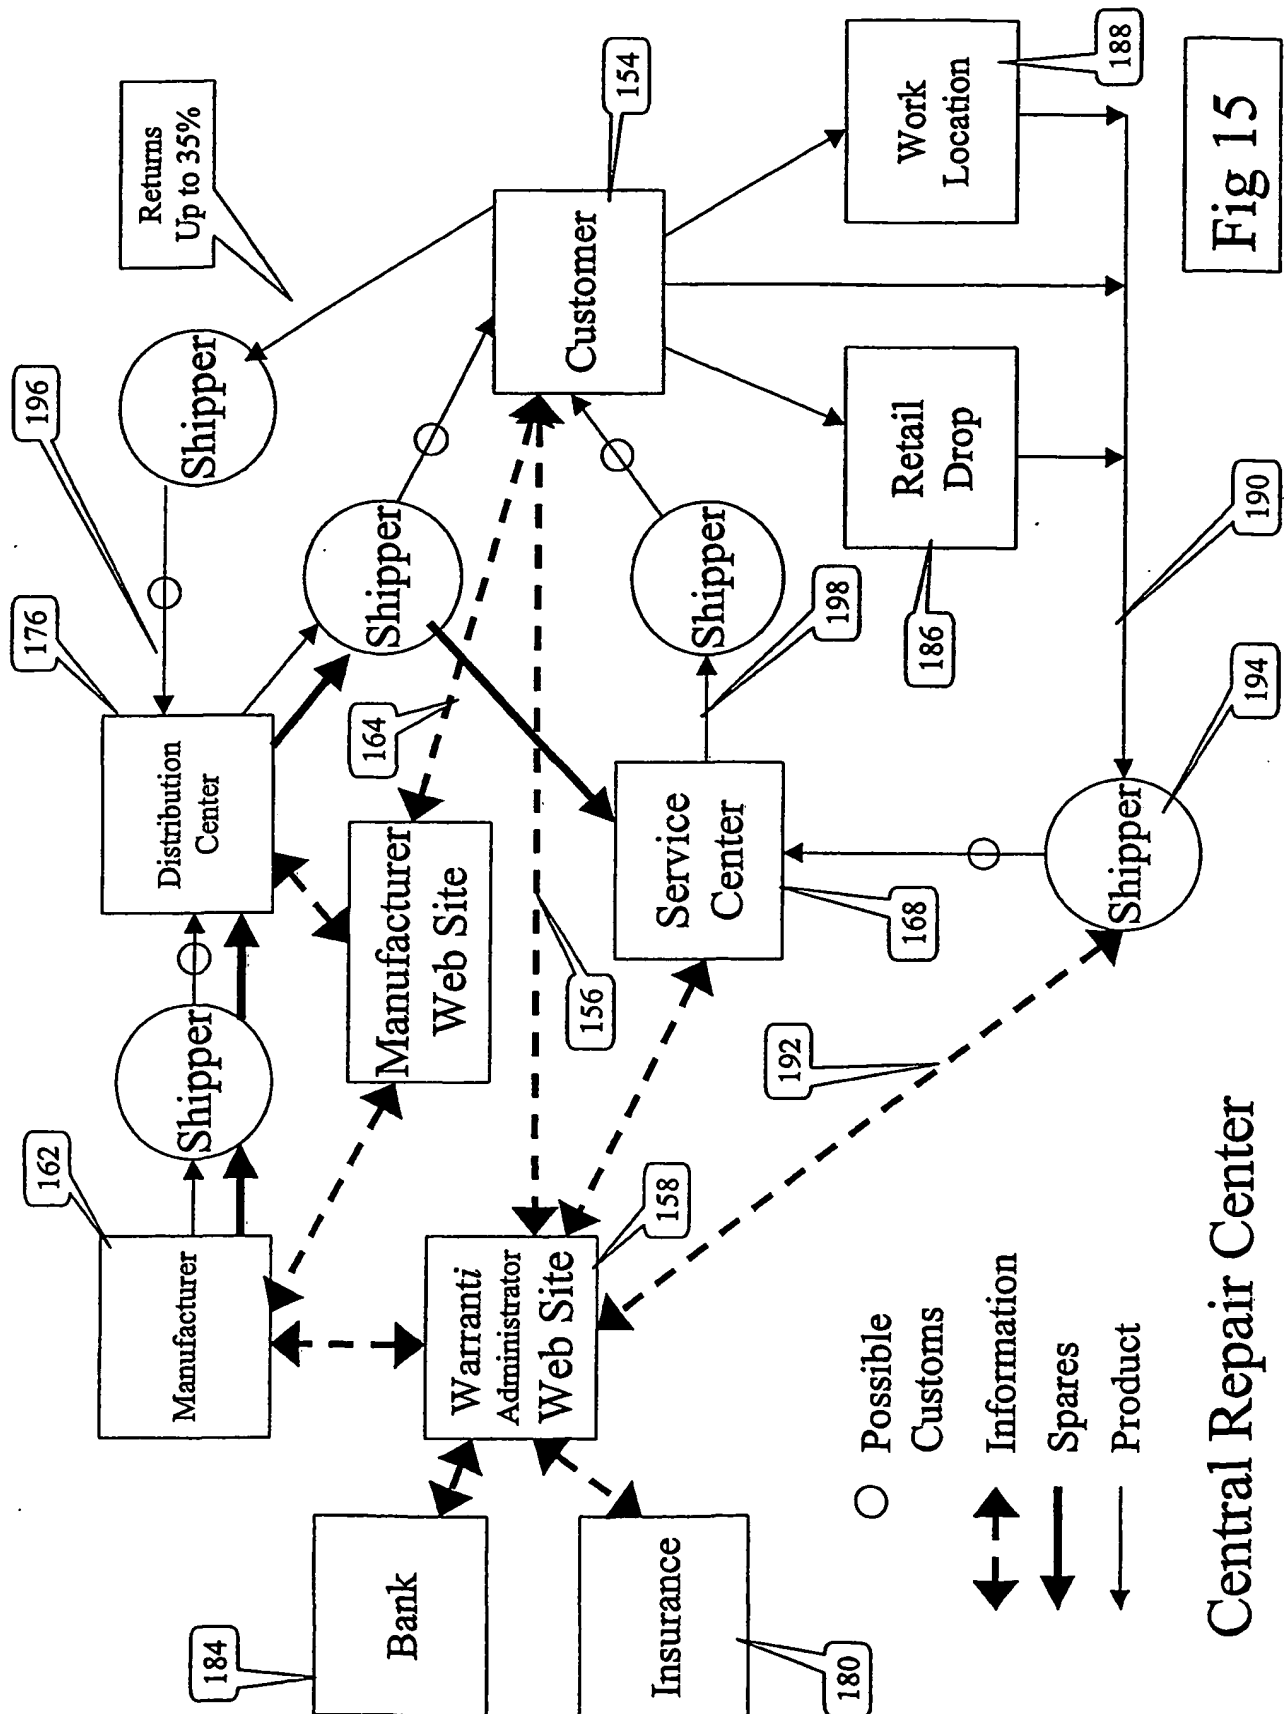 184
Bank
Insurance
180
162
Manufacturer
Warranti
Administrator
Web Site
158
Shipper
Manufacturer
Web Site
156
192
176
Distribution
Center
164
Service
Center
168
Shipper
194
196
Shipper
198
Shipper
186
190
Shipper
Returns
Up to 35%
Customer
154
Retail
Drop
Work
Location
188
Possible
Customs
Information
Spares
Product
Central Repair Center
Fig 15